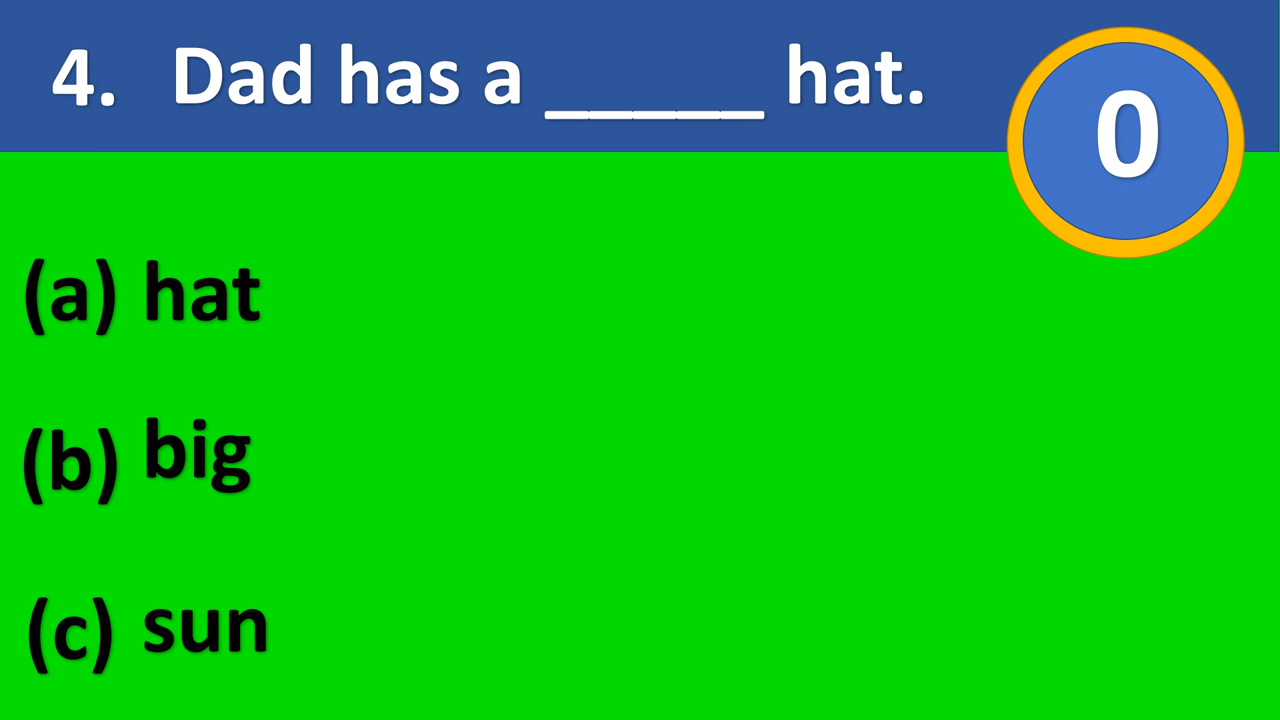 4. Dad has a _____ hat.
0
(a) hat
(b) big
(c) sun